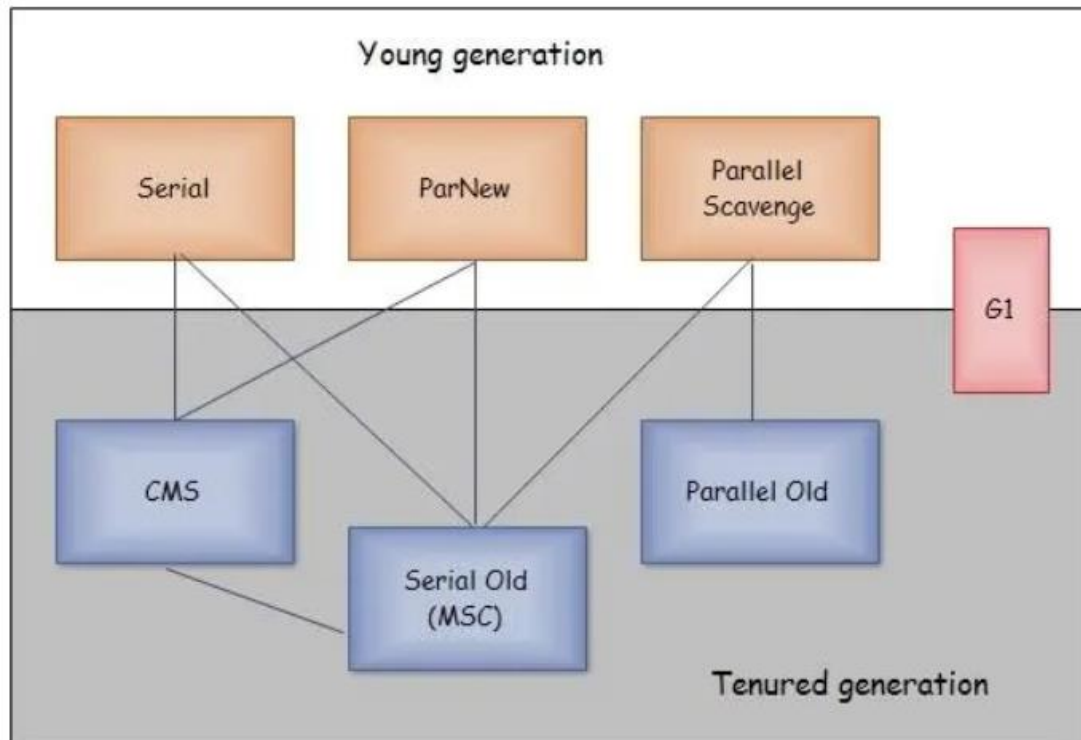 Young generation
Serial
ParNew
Parallel
Scavenge
G1
CMS
Parallel Old
Serial Old
(MSC)
Tenured generation